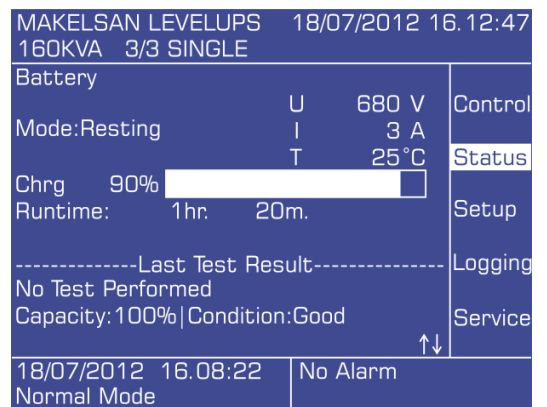 MAKELSAN LEVELUPS 18/07/2012 16.12:47
160KVA 3/3 SINGLE
Battery
U 680 V
Mode:Resting I 3 A
T 25°C
Chrg 90%
Runtime: 1hr. 20m.
-------------Last Test Result-------------
No Test Performed
Capacity:100%|Condition:Good
↑↓
Control
Status
Setup
Logging
Service
18/07/2012 16.08:22 No Alarm
Normal Mode